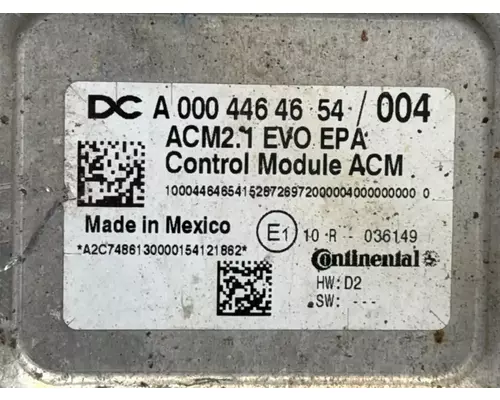 DC A 000 446 46 54 / 004
ACM2.1 EVO EPA
Control Module ACM
10004464654152872697200000400000000 0
Made in Mexico
E1 10 R - 036149
*A2C7486130000154121862*
Continental
HW: D2
SW: ---